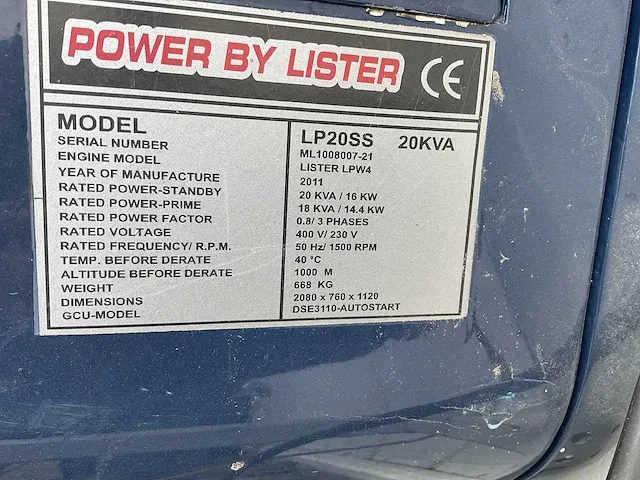 POWER BY LISTER CE
MODEL LP20SS 20KVA
SERIAL NUMBER ML1008007-21
ENGINE MODEL LISTER LPW4
YEAR OF MANUFACTURE 2011
RATED POWER-STANDBY 20 KVA / 16 KW
RATED POWER-PRIME 18 KVA / 14.4 KW
RATED POWER FACTOR 0.8/ 3 PHASES
RATED VOLTAGE 400 V/ 230 V
RATED FREQUENCY/ R.P.M. 50 Hz/ 1500 RPM
TEMP. BEFORE DERATE 40 °C
ALTITUDE BEFORE DERATE 1000 M
WEIGHT 668 KG
DIMENSIONS 2080 x 760 x 1120
GCU-MODEL DSE3110-AUTOSTART